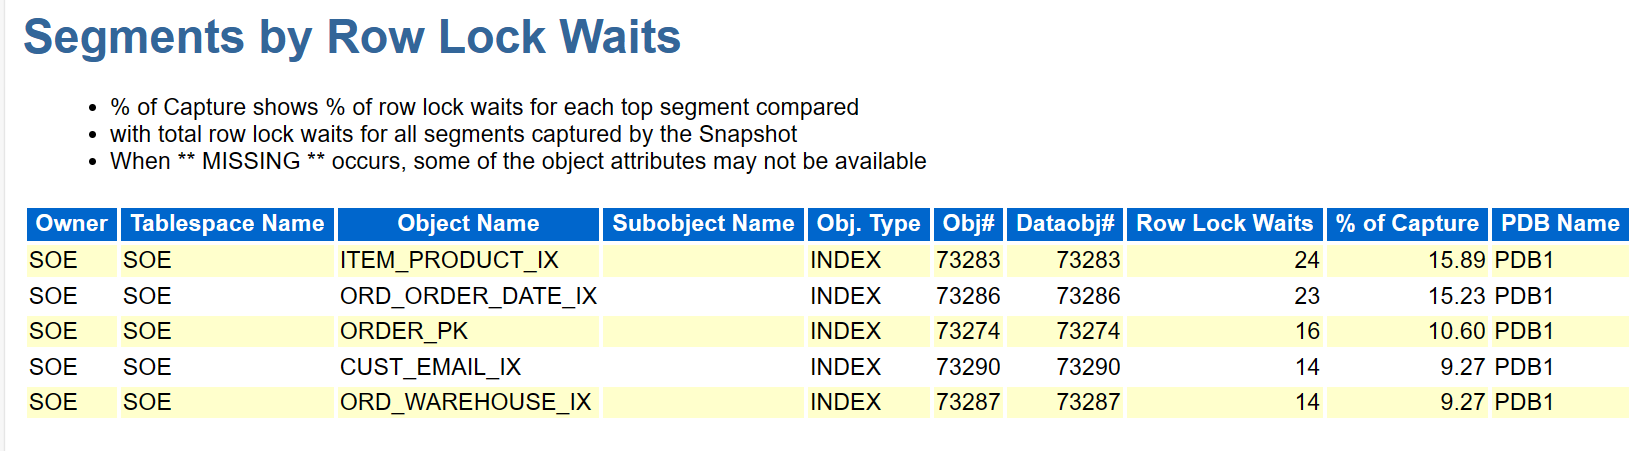 Segments by Row Lock Waits
• % of Capture shows % of row lock waits for each top segment compared
• with total row lock waits for all segments captured by the Snapshot
• When ** MISSING ** occurs, some of the object attributes may not be available
Owner Tablespace Name Object Name Subobject Name Obj. Type Obj# Dataobj# Row Lock Waits % of Capture PDB Name
SOE SOE ITEM_PRODUCT_IX INDEX 73283 73283 24 15.89 PDB1
SOE SOE ORD_ORDER_DATE_IX INDEX 73286 73286 23 15.23 PDB1
SOE SOE ORDER_PK INDEX 73274 73274 16 10.60 PDB1
SOE SOE CUST_EMAIL_IX INDEX 73290 73290 14 9.27 PDB1
SOE SOE ORD_WAREHOUSE_IX INDEX 73287 73287 14 9.27 PDB1